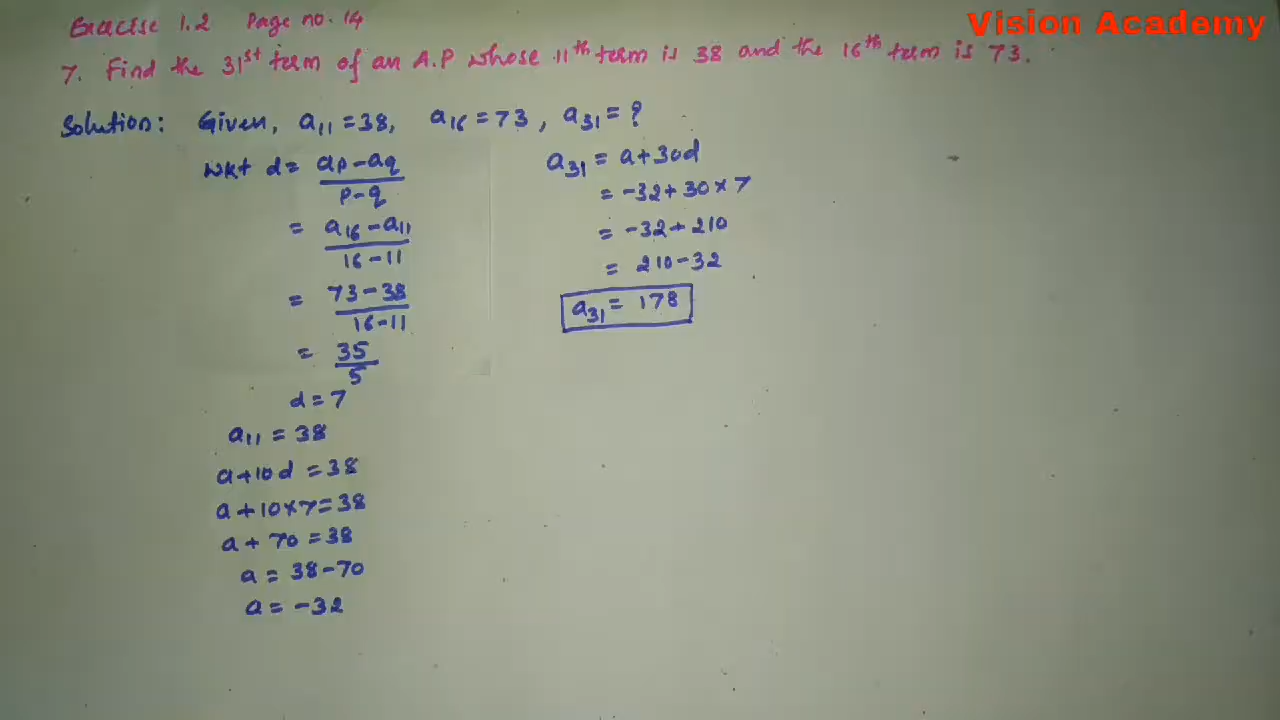 Vision Academy
Exercise 1.2 Page no. 14
7. Find the 31st term of an A.P whose 11th term is 38 and the 16th term is 73.
Solution: Given, a11 = 38, a16 = 73, a31 = ?
WKT d = ap - aq / p - q
= a16 - a11 / 16 - 11
= 73 - 38 / 16 - 11
= 35 / 5
d = 7
a11 = 38
a + 10d = 38
a + 10 × 7 = 38
a + 70 = 38
a = 38 - 70
a = -32
a31 = a + 30d
= -32 + 30 × 7
= -32 + 210
= 210 - 32
a31 = 178